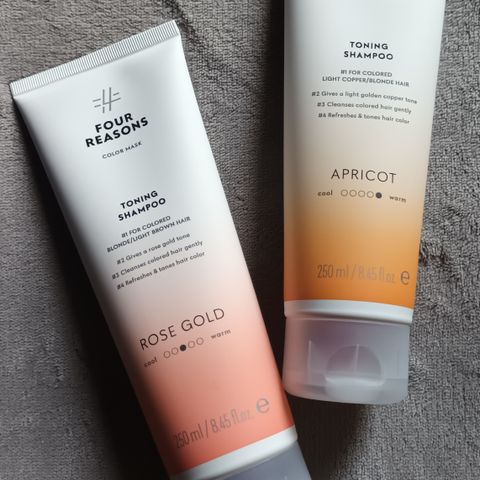 FOUR
REASONS
COLOR MASK
TONING
SHAMPOO
#1 FOR COLORED
BLONDE/LIGHT BROWN HAIR
#2 Gives a rose gold tone
#3 Cleanses colored hair gently
#4 Refreshes & tones hair color
ROSE GOLD
cool warm
250 ml / 8.45 fl.oz. e
TONING
SHAMPOO
#1 FOR COLORED
LIGHT COPPER/BLONDE HAIR
#2 Gives a light golden copper tone
#3 Cleanses colored hair gently
#4 Refreshes & tones hair color
APRICOT
cool warm
250 ml / 8.45 fl.oz. e